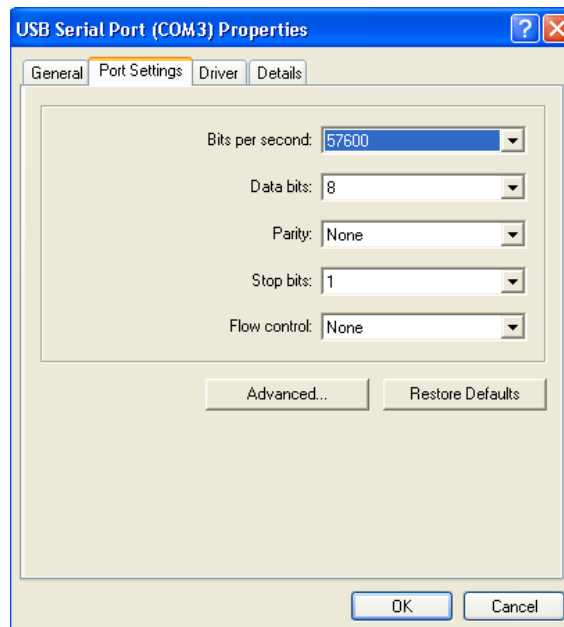 USB Serial Port (COM3) Properties
General Port Settings Driver Details
Bits per second: 57600
Data bits: 8
Parity: None
Stop bits: 1
Flow control: None
Advanced... Restore Defaults
OK Cancel